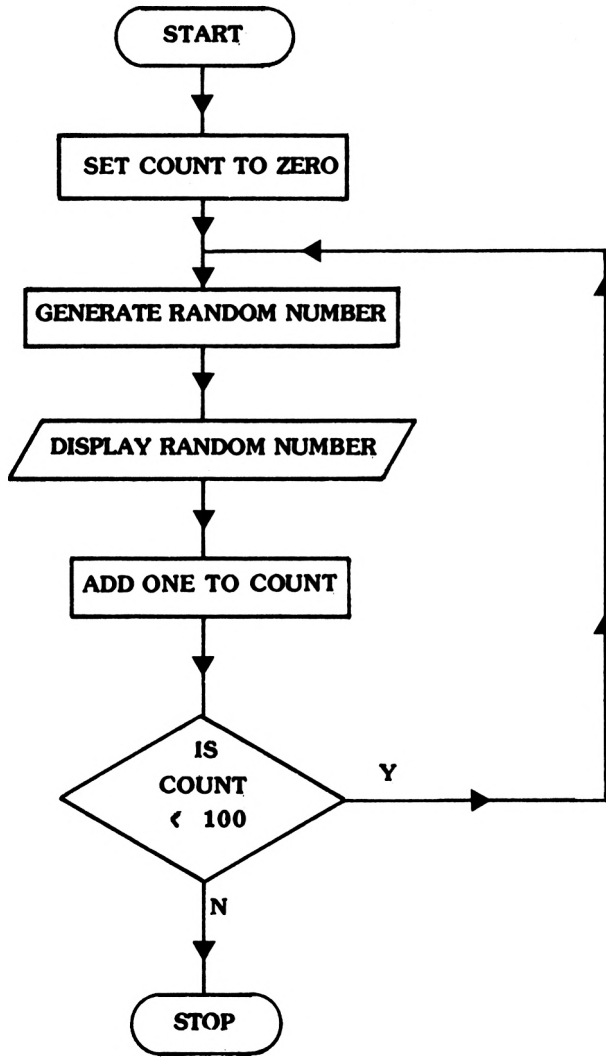 START
SET COUNT TO ZERO
GENERATE RANDOM NUMBER
DISPLAY RANDOM NUMBER
ADD ONE TO COUNT
IS
COUNT
< 100
Y
N
STOP